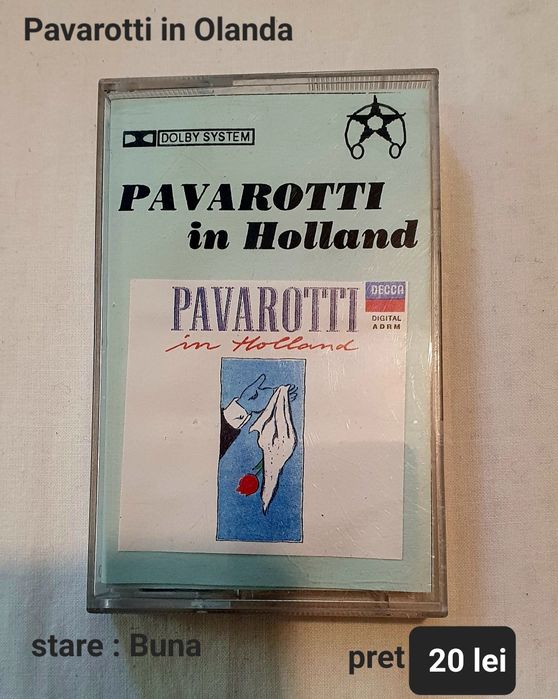 Pavarotti in Olanda
DOLBY SYSTEM
PAVAROTTI
in Holland
PAVAROTTI
in Holland
DECCA
DIGITAL
ADRM
stare : Buna
pret 20 lei